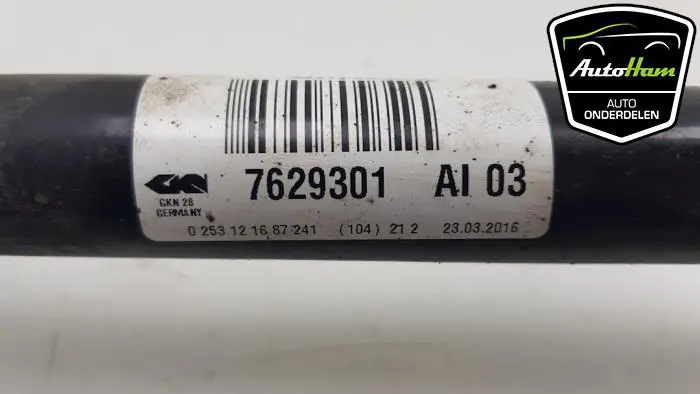 AutoHam
AUTO
ONDERDELEN
GKN
7629301 AI 03
GKN 28
GERMANY
0 253 12 16 87 241 (104) 21 2 23.03.2016